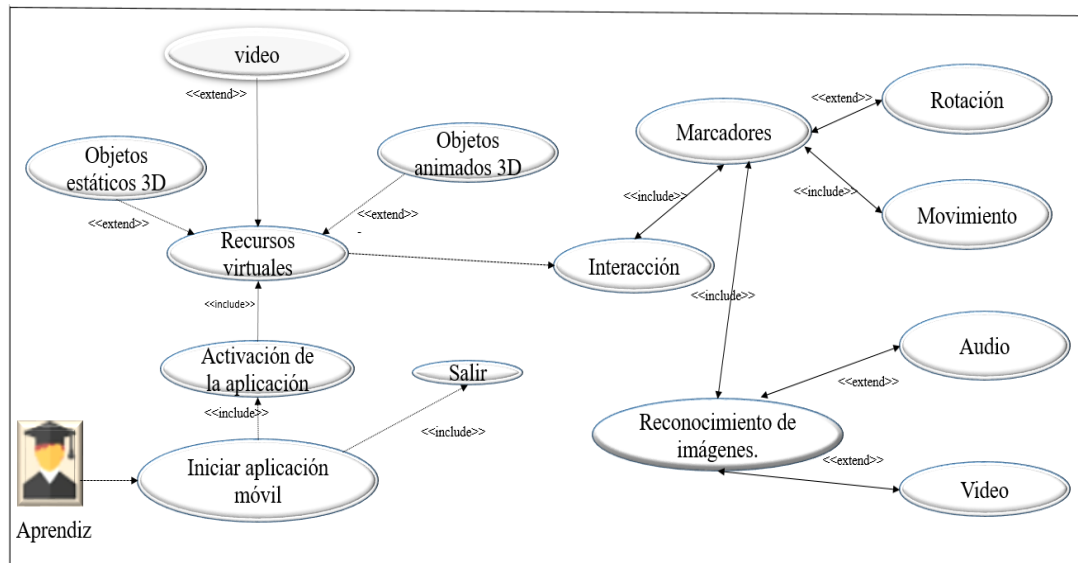 video
<<extend>>
Objetos
estáticos 3D
<<extend>>
Objetos
animados 3D
<<extend>>
-
Recursos
virtuales
<<include>>
Activación de
la aplicación
<<include>>
Salir
<<include>>
Iniciar aplicación
móvil
Aprendiz
Marcadores
<<extend>>
Rotación
<<include>>
Movimiento
<<include>>
Interacción
<<include>>
Audio
<<extend>>
Reconocimiento de
imágenes.
<<extend>>
Video